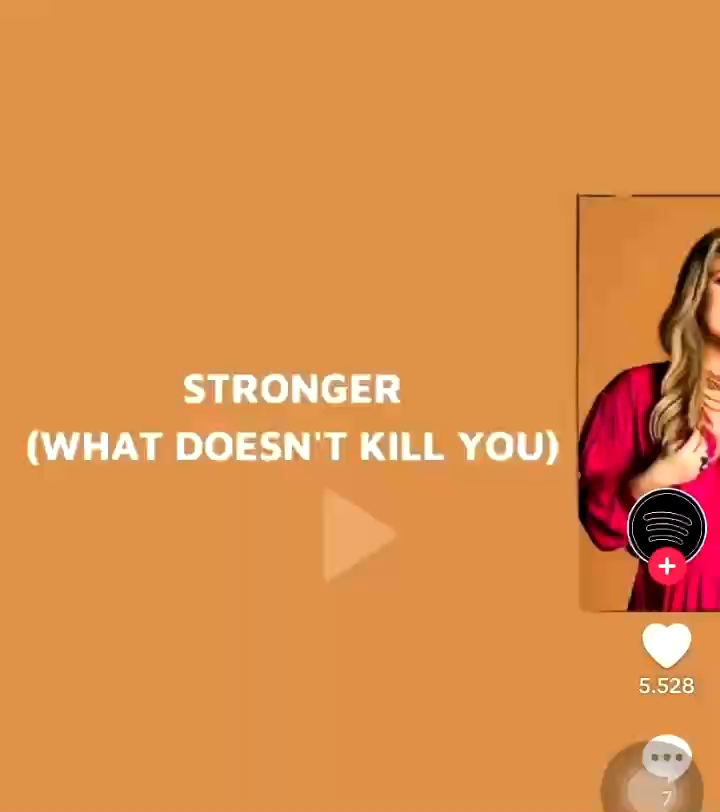 STRONGER
(WHAT DOESN'T KILL YOU)
5.528
7